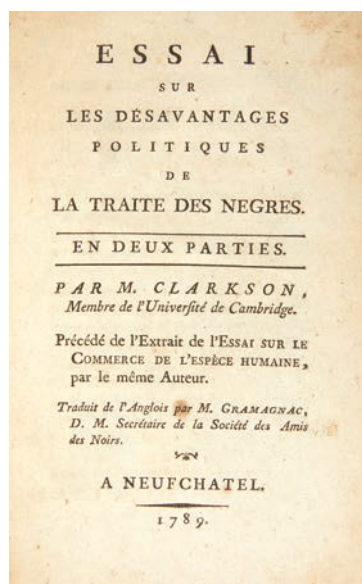 ESSAI
SUR
LES DÉSAVANTAGES
POLITIQUES
DE
LA TRAITE DES NEGRES.
EN DEUX PARTIES.
PAR M. CLARKSON,
Membre de l'Univerſité de Cambridge.
Précédé de l'Extrait de l'ESSAI SUR LE
COMMERCE DE L'ESPÈCE HUMAINE,
par le même Auteur.
Traduit de l'Anglois par M. GRAMAGNAC,
D. M. Secrétaire de la Société des Amis
des Noirs.
A NEUFCHATEL.
1789.